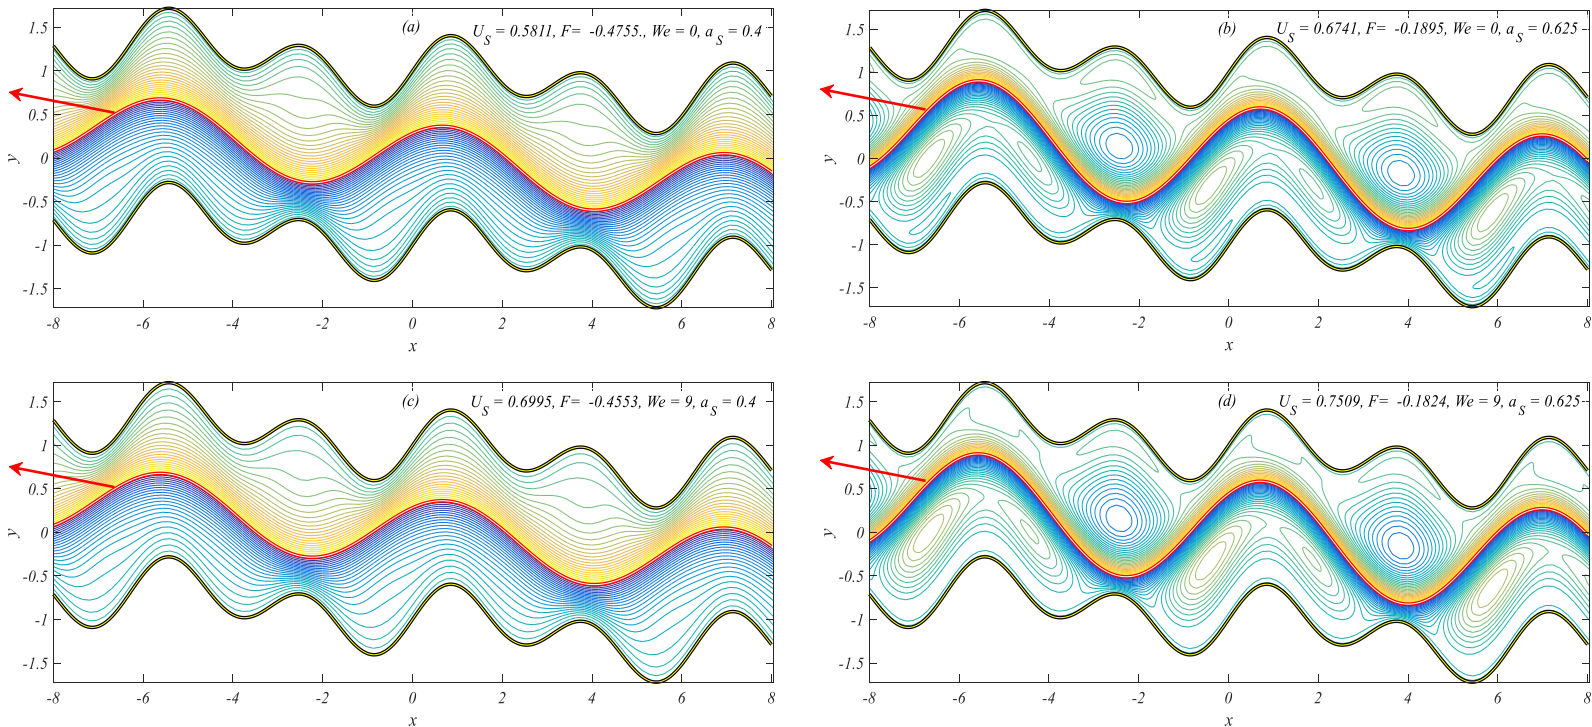 (a) U_S = 0.5811, F= -0.4755., We = 0, a_S = 0.4
1.5
1
0.5
0
-0.5
-1
-1.5
y
-8 -6 -4 -2 0 2 4 6 8
x
(b) U_S = 0.6741, F= -0.1895, We = 0, a_S = 0.625
1.5
1
0.5
0
-0.5
-1
-1.5
y
-8 -6 -4 -2 0 2 4 6 8
x
(c) U_S = 0.6995, F= -0.4553, We = 9, a_S = 0.4
1.5
1
0.5
0
-0.5
-1
-1.5
y
-8 -6 -4 -2 0 2 4 6 8
x
(d) U_S = 0.7509, F= -0.1824, We = 9, a_S = 0.625
1.5
1
0.5
0
-0.5
-1
-1.5
y
-8 -6 -4 -2 0 2 4 6 8
x